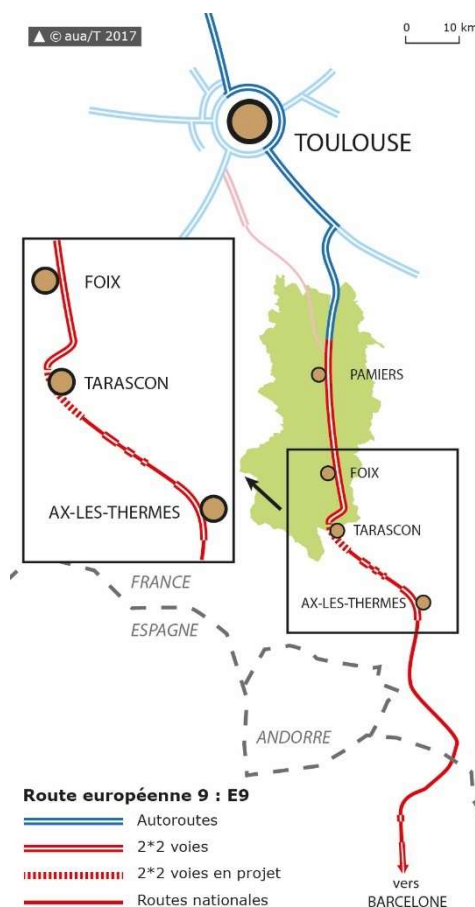 ▲ © aua/T 2017
0 10 km
TOULOUSE
FOIX
TARASCON
AX-LES-THERMES
PAMIERS
FOIX
TARASCON
AX-LES-THERMES
FRANCE
ESPAGNE
ANDORRE
Route européenne 9 : E9
Autoroutes
2*2 voies
2*2 voies en projet
Routes nationales
vers
BARCELONE